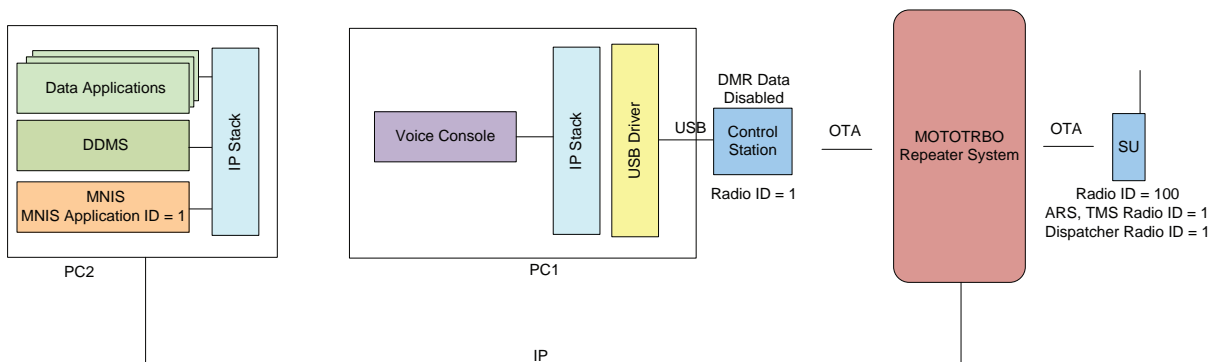 Data Applications
DDMS
MNIS
MNIS Application ID = 1
IP Stack
PC2
Voice Console
IP Stack
USB Driver
PC1
USB
DMR Data
Disabled
Control
Station
Radio ID = 1
OTA
MOTOTRBO
Repeater System
OTA
SU
Radio ID = 100
ARS, TMS Radio ID = 1
Dispatcher Radio ID = 1
IP